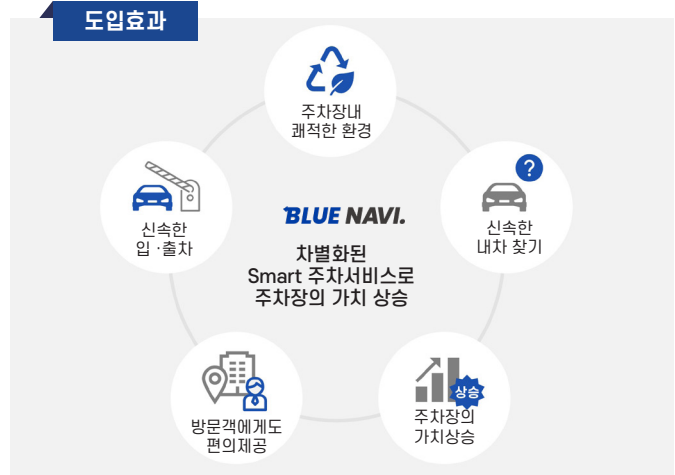 도입효과
주차장내
쾌적한 환경
신속한
입 ·출차
?
신속한
내차 찾기
BLUE NAVI.
차별화된
Smart 주차서비스로
주차장의 가치 상승
방문객에게도
편의제공
상승
주차장의
가치상승